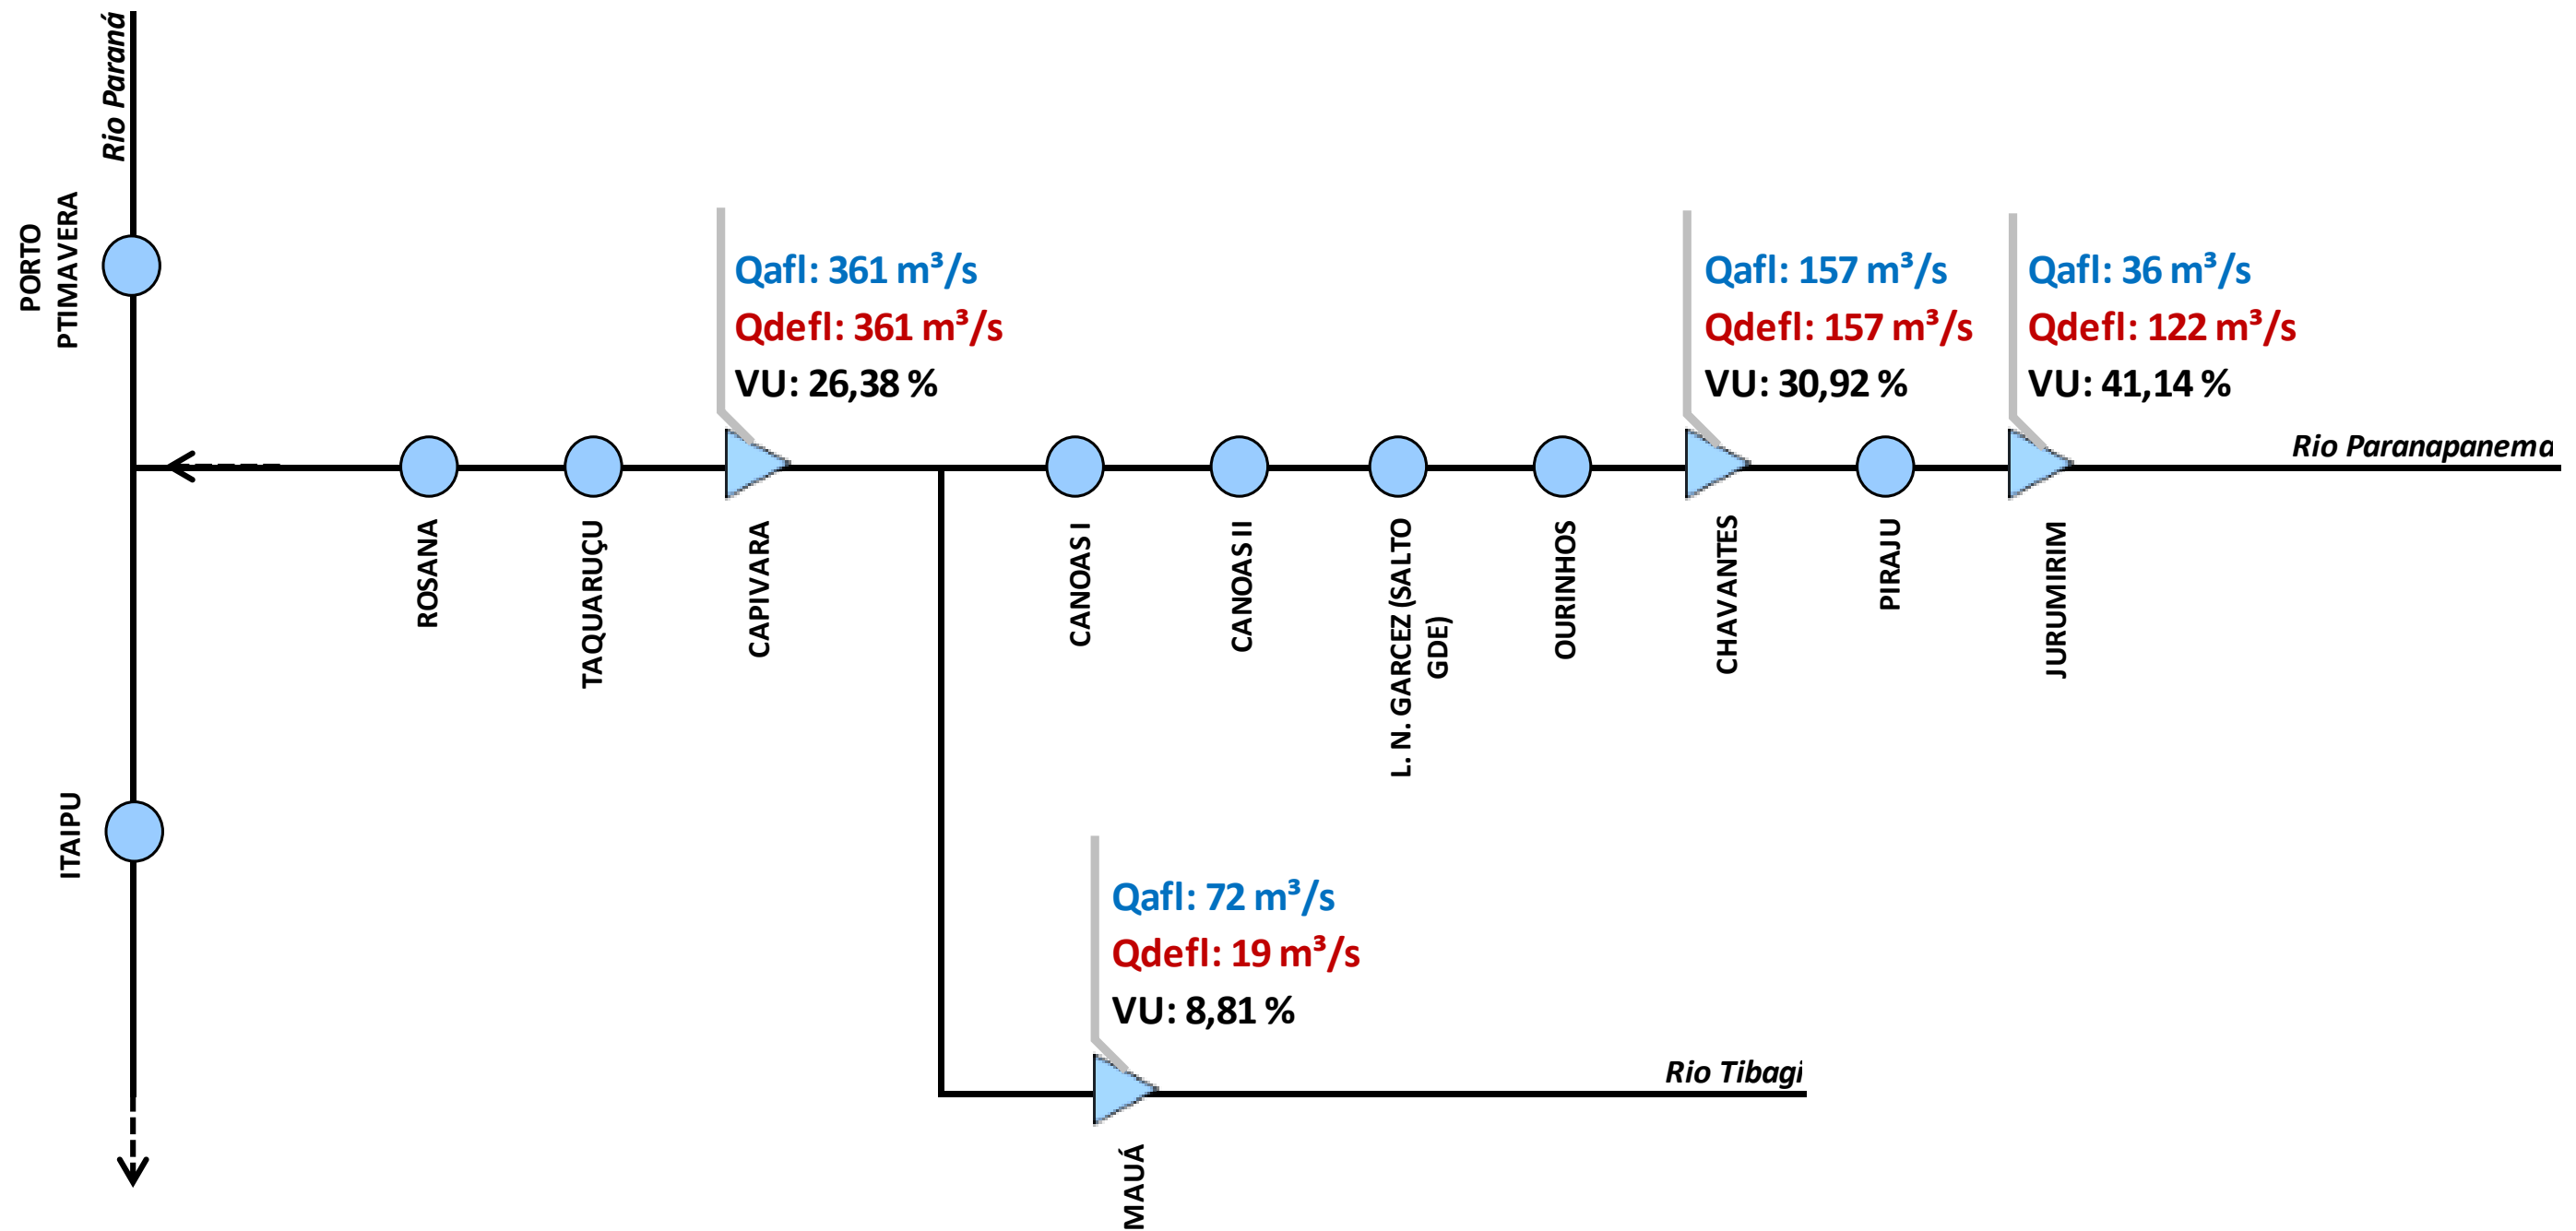 Rio Paraná
PORTO
PTIMAVERA
Qafl: 361 m³/s
Qdefl: 361 m³/s
VU: 26,38 %
Qafl: 157 m³/s
Qdefl: 157 m³/s
VU: 30,92 %
Qafl: 36 m³/s
Qdefl: 122 m³/s
VU: 41,14 %
Rio Paranapanema
ROSANA
TAQUARUÇU
CAPIVARA
CANOAS I
CANOAS II
L. N. GARCEZ (SALTO
GDE)
OURINHOS
CHAVANTES
PIRAJU
JURUMIRIM
ITAIPU
Qafl: 72 m³/s
Qdefl: 19 m³/s
VU: 8,81 %
Rio Tibagi
MAUÁ